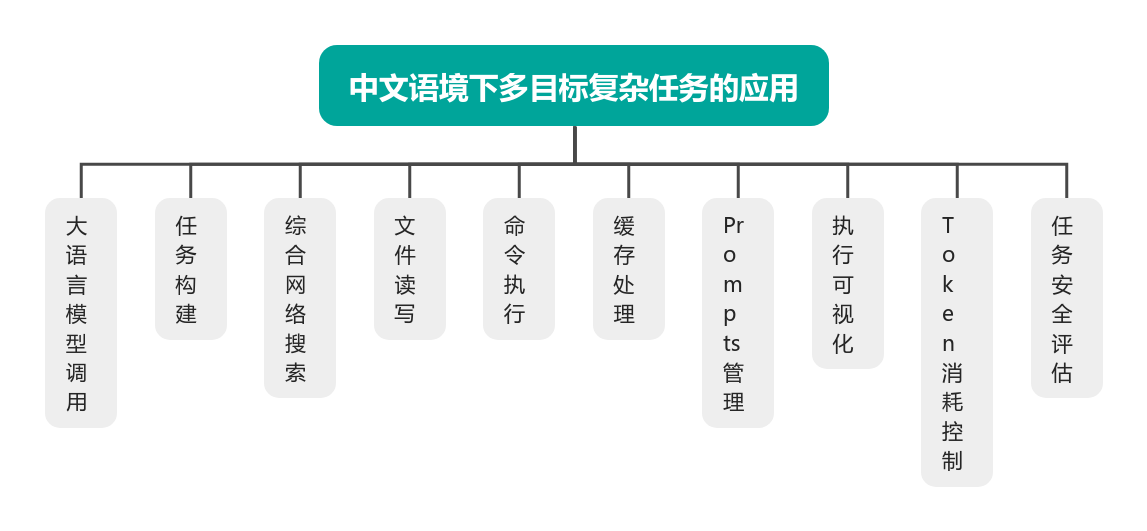 中文语境下多目标复杂任务的应用
大语言模型调用
任务构建
综合网络搜索
文件读写
命令执行
缓存处理
Prompts管理
执行可视化
Token消耗控制
任务安全评估